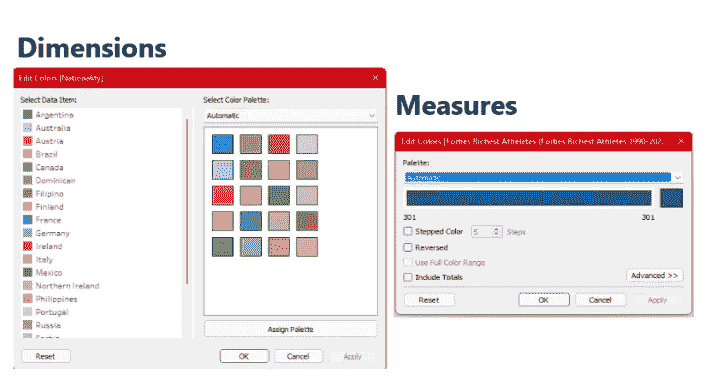 Dimensions
Edit Colors [Nationality]
Select Data Item:
Select Color Palette:
Argentina
Australia
Austria
Brazil
Canada
Dominican
Filipino
Finland
France
Germany
Ireland
Italy
Mexico
Northern Ireland
Philippines
Portugal
Russia
Serbia
Automatic
Assign Palette
Reset
OK
Cancel
Apply
Measures
Edit Colors [Forbes Richest Atheletes (Forbes Richest Athletes 1990-202...
Palette:
Automatic
301 301
Stepped Color 5 Steps
Reversed
Use Full Color Range
Include Totals
Advanced >>
Reset
OK
Cancel
Apply